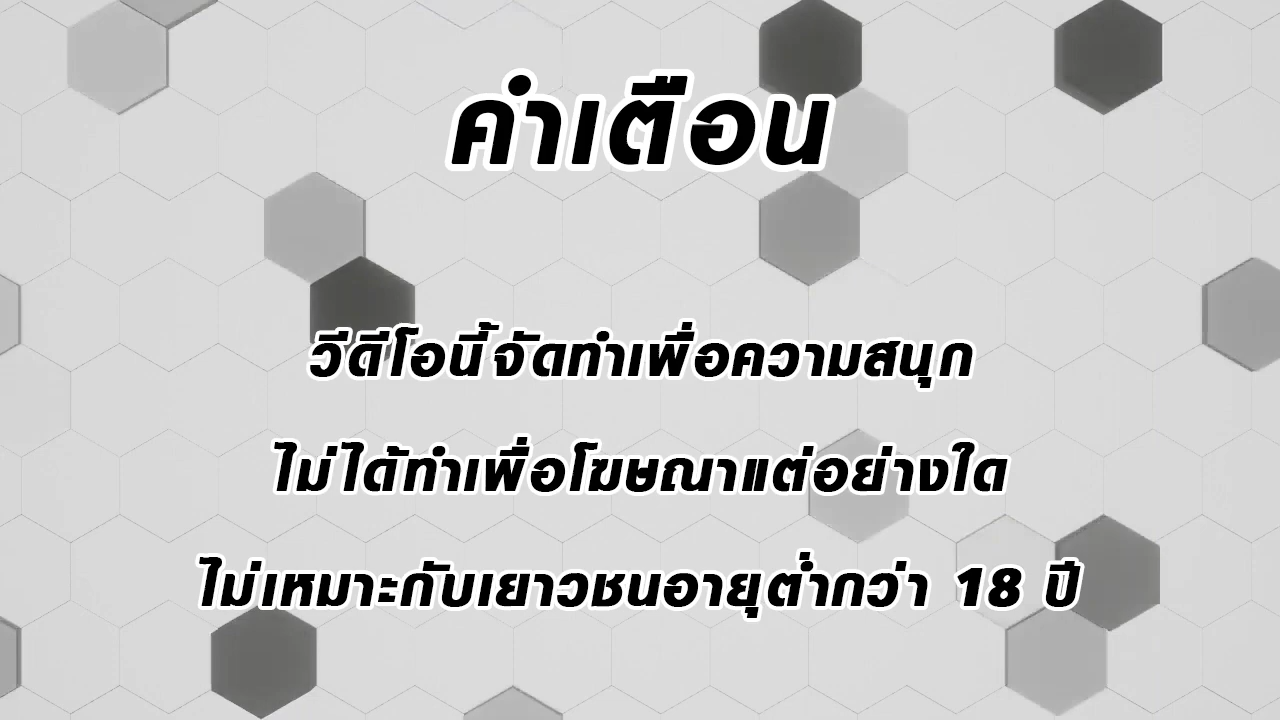 คำเตือน
วีดีโอนี้จัดทำเพื่อความสนุก
ไม่ได้ทำเพื่อโฆษณาแต่อย่างใด
ไม่เหมาะกับเยาวชนอายุต่ำกว่า 18 ปี